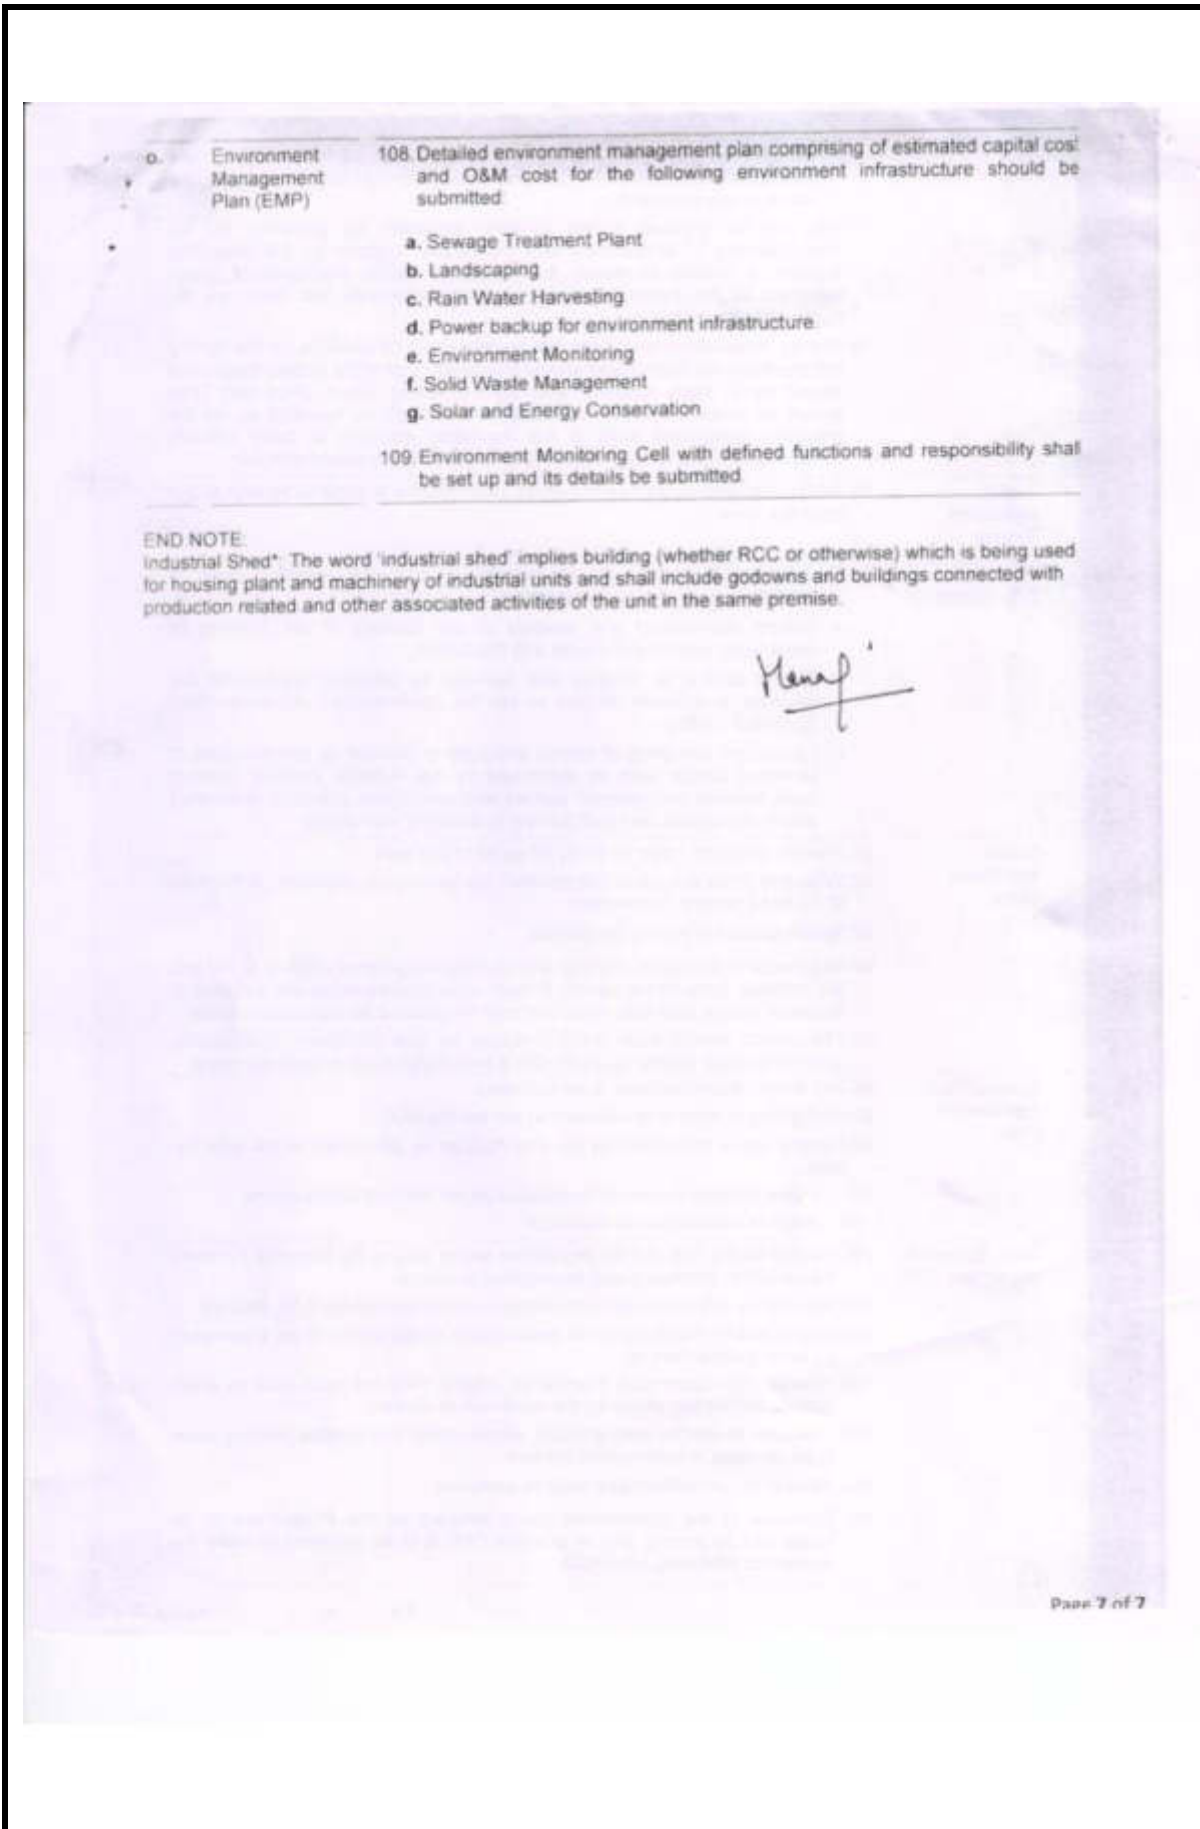 o. Environment Management Plan (EMP)
108. Detailed environment management plan comprising of estimated capital cost
and O&M cost for the following environment infrastructure should be
submitted:
a. Sewage Treatment Plant
b. Landscaping
c. Rain Water Harvesting
d. Power backup for environment infrastructure
e. Environment Monitoring
f. Solid Waste Management
g. Solar and Energy Conservation
109. Environment Monitoring Cell with defined functions and responsibility shall
be set up and its details be submitted.
END NOTE:
Industrial Shed*: The word 'industrial shed' implies building (whether RCC or otherwise) which is being used
for housing plant and machinery of industrial units and shall include godowns and buildings connected with
production related and other associated activities of the unit in the same premise.
Page 7 of 7